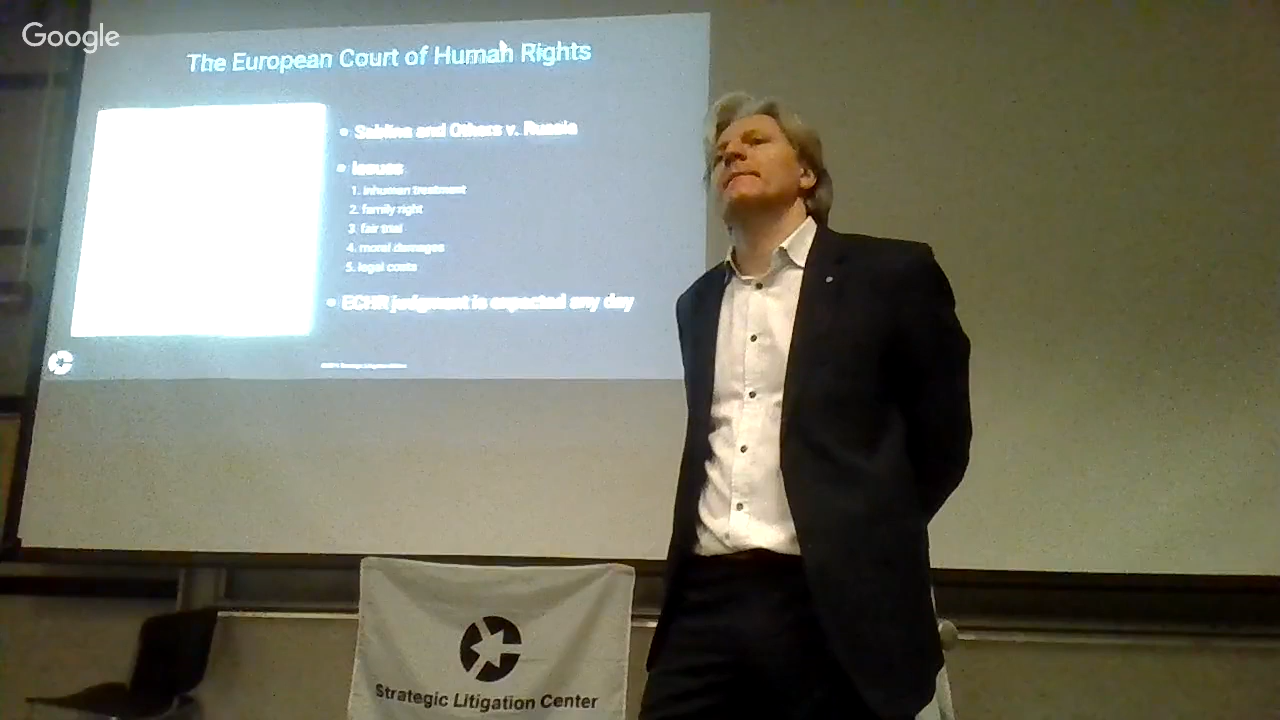 Google
The European Court of Human Rights
• Sablina and Others v. Russia
• Issues
1. inhuman treatment
2. family right
3. fair trial
4. moral damages
5. legal costs
• ECHR judgment is expected any day
Strategic Litigation Center